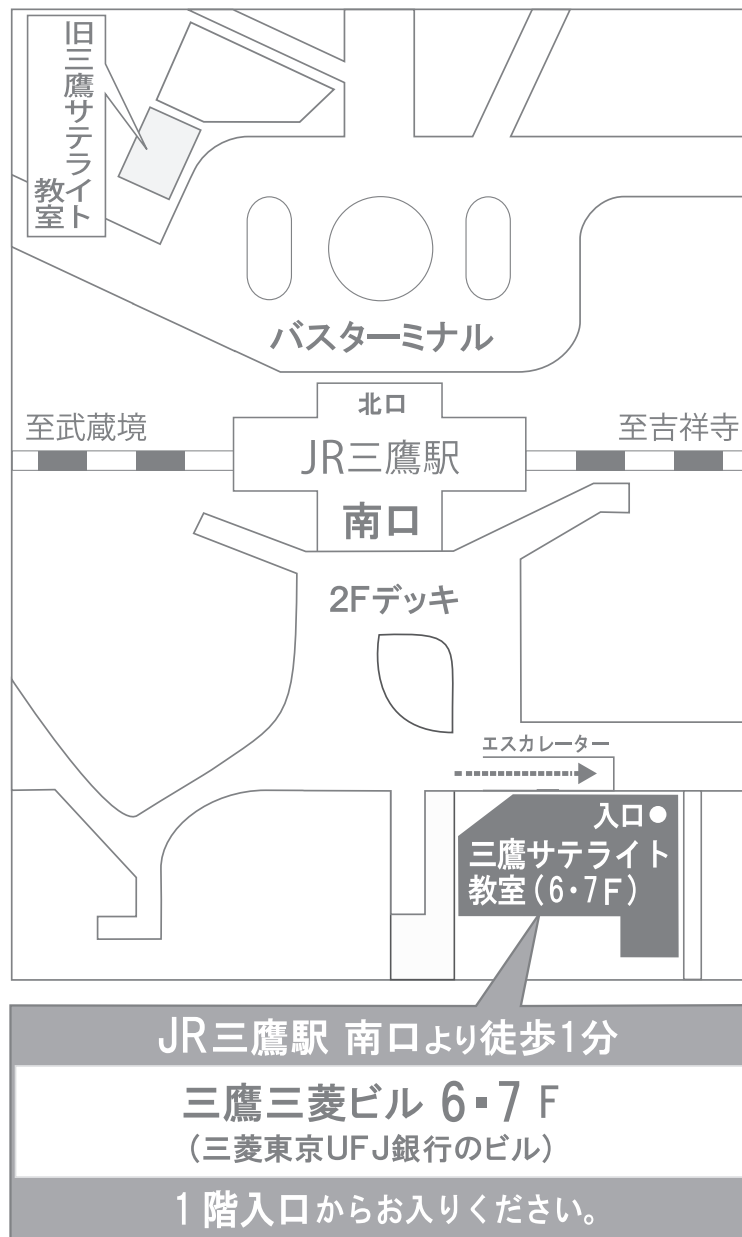 旧三鷹サテライト
教室
バスターミナル
北口
至武蔵境
JR三鷹駅
至吉祥寺
南口
2Fデッキ
エスカレーター
入口
三鷹サテライト
教室(6・7F)
JR三鷹駅 南口より徒歩1分
三鷹三菱ビル 6・7F
(三菱東京UFJ銀行のビル)
1階入口からお入りください。